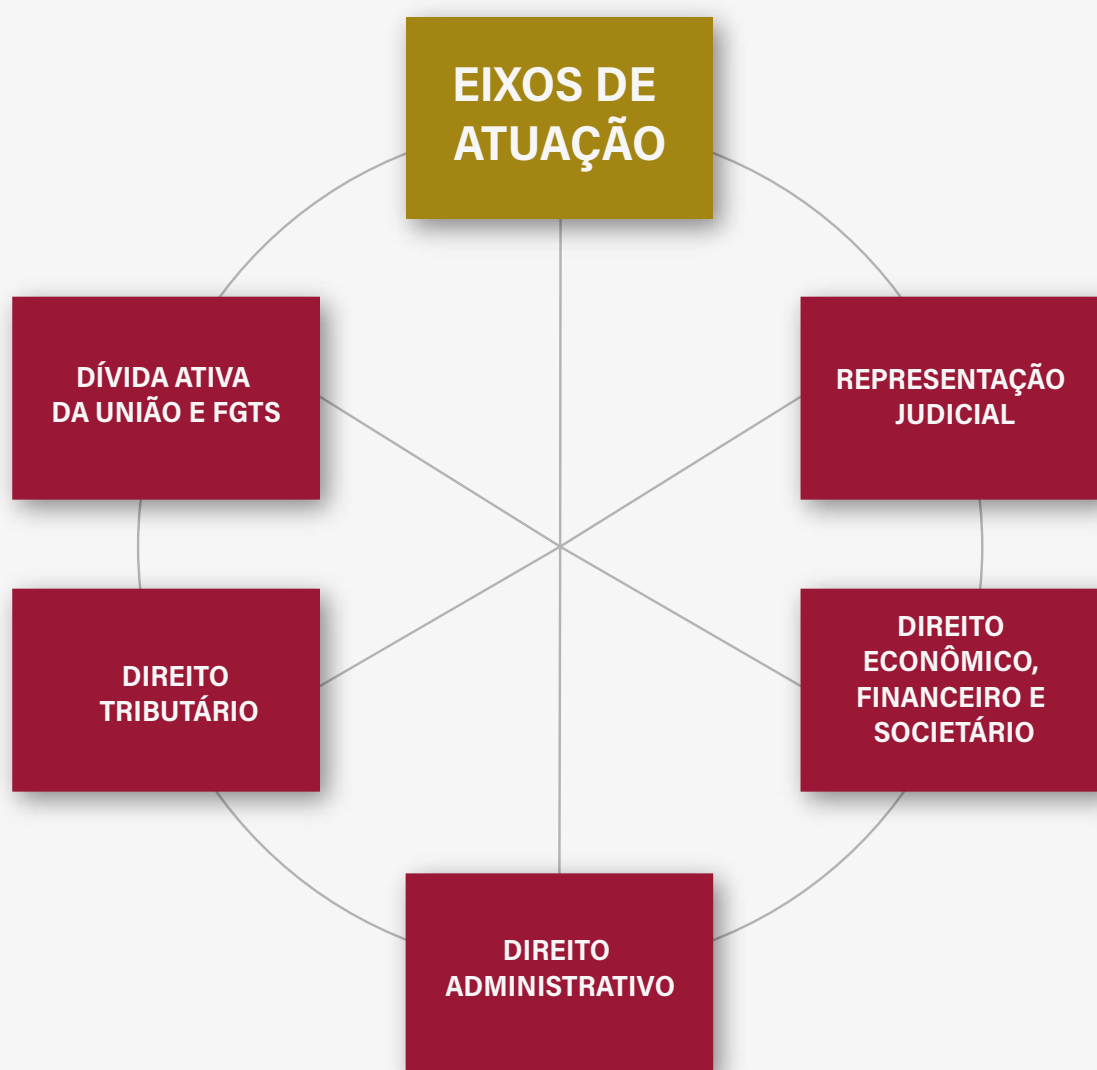 EIXOS DE
ATUAÇÃO
DÍVIDA ATIVA
DA UNIÃO E FGTS
REPRESENTAÇÃO
JUDICIAL
DIREITO
TRIBUTÁRIO
DIREITO
ECONÔMICO,
FINANCEIRO E
SOCIETÁRIO
DIREITO
ADMINISTRATIVO